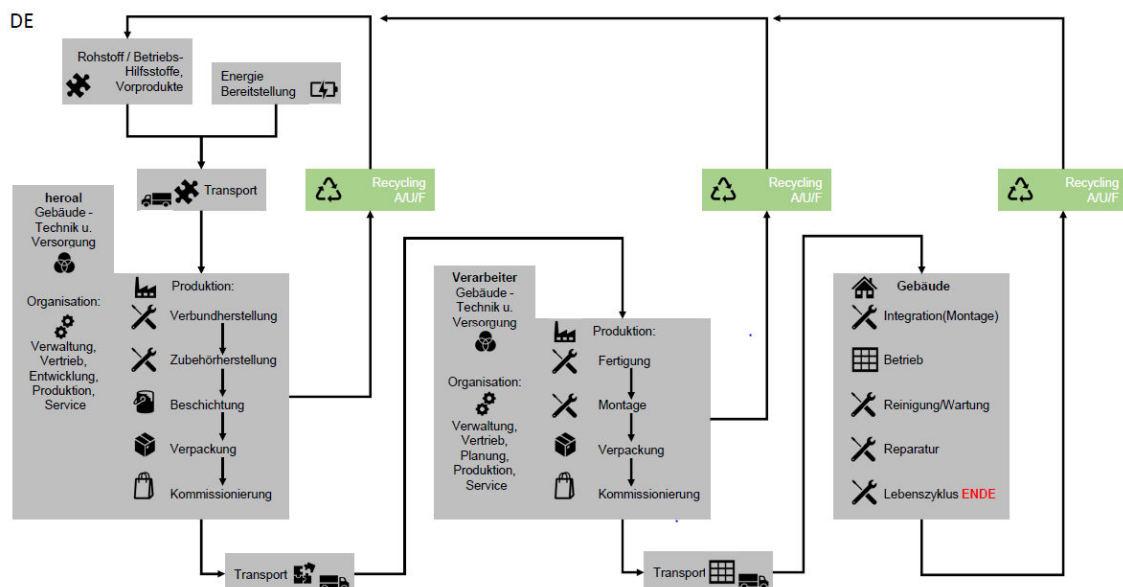 DE
Rohstoff / Betriebs-
Hilfsstoffe,
Vorprodukte
Energie
Bereitstellung
Transport
Recycling
A/U/F
Recycling
A/U/F
Recycling
A/U/F
heroal
Gebäude -
Technik u.
Versorgung
Organisation:
Verwaltung,
Vertrieb,
Entwicklung,
Produktion,
Service
Produktion:
Verbundherstellung
Zubehörherstellung
Beschichtung
Verpackung
Kommissionierung
Transport
Verarbeiter
Gebäude -
Technik u.
Versorgung
Organisation:
Verwaltung,
Vertrieb,
Planung,
Produktion,
Service
Produktion:
Fertigung
Montage
Verpackung
Kommissionierung
Transport
Gebäude
Integration(Montage)
Betrieb
Reinigung/Wartung
Reparatur
Lebenszyklus ENDE